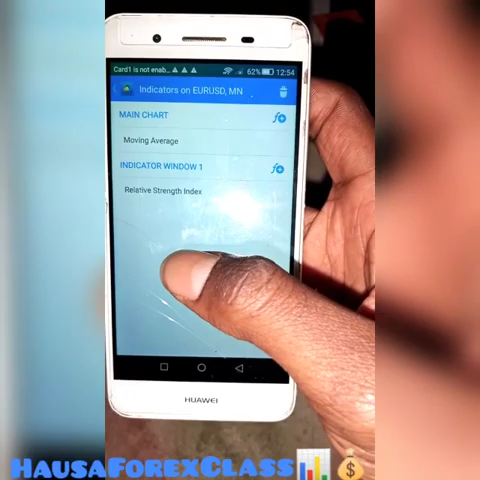 Card1 is not enab... 62% 12:54
Indicators on EURUSD, MN
MAIN CHART
Moving Average
INDICATOR WINDOW 1
Relative Strength Index
HUAWEI
HausaForexClass